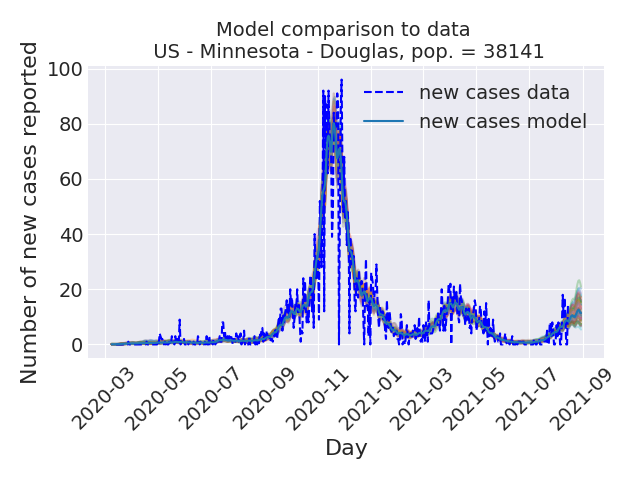 Model comparison to data
US - Minnesota - Douglas, pop. = 38141
Number of new cases reported
100
80
60
40
20
0
new cases data
new cases model
2020-03
2020-05
2020-07
2020-09
2020-11
2021-01
2021-03
2021-05
2021-07
2021-09
Day